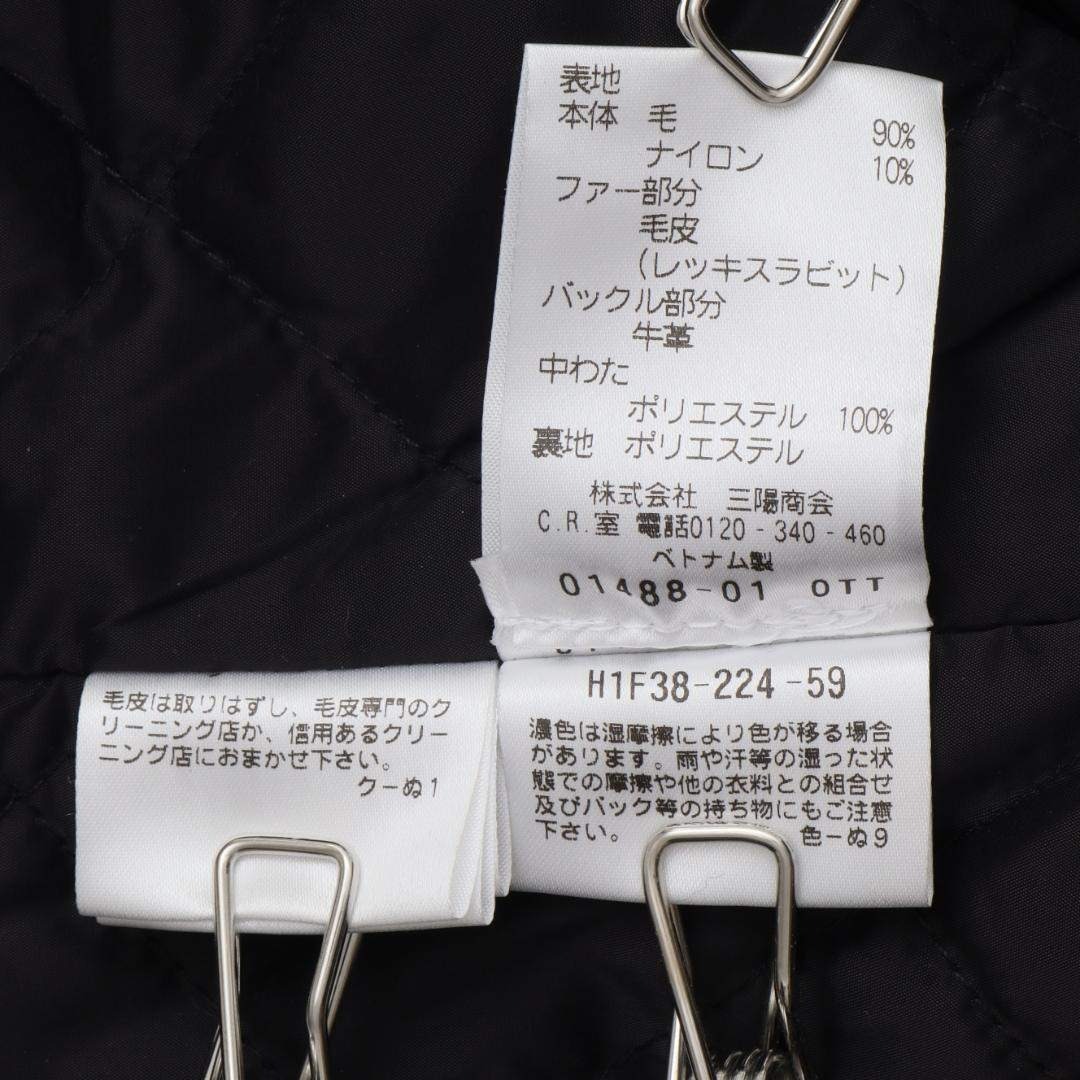 表地
本体 毛 90%
ナイロン 10%
ファー部分
毛皮
(レッキスラビット)
バックル部分
牛革
中わた
ポリエステル 100%
裏地 ポリエステル
株式会社 三陽商会
C.R.室 電話0120-340-460
ベトナム製
01488-01 OTT
H1F38-224-59
濃色は湿摩擦により色が移る場合
があります。雨や汗等の湿った状
態での摩擦や他の衣料との組合せ
及びバック等の持ち物にもご注意
下さい。 色ーぬ9
毛皮は取りはずし、毛皮専門のク
リーニング店か、信用あるクリー
ニング店におまかせ下さい。
クーぬ1